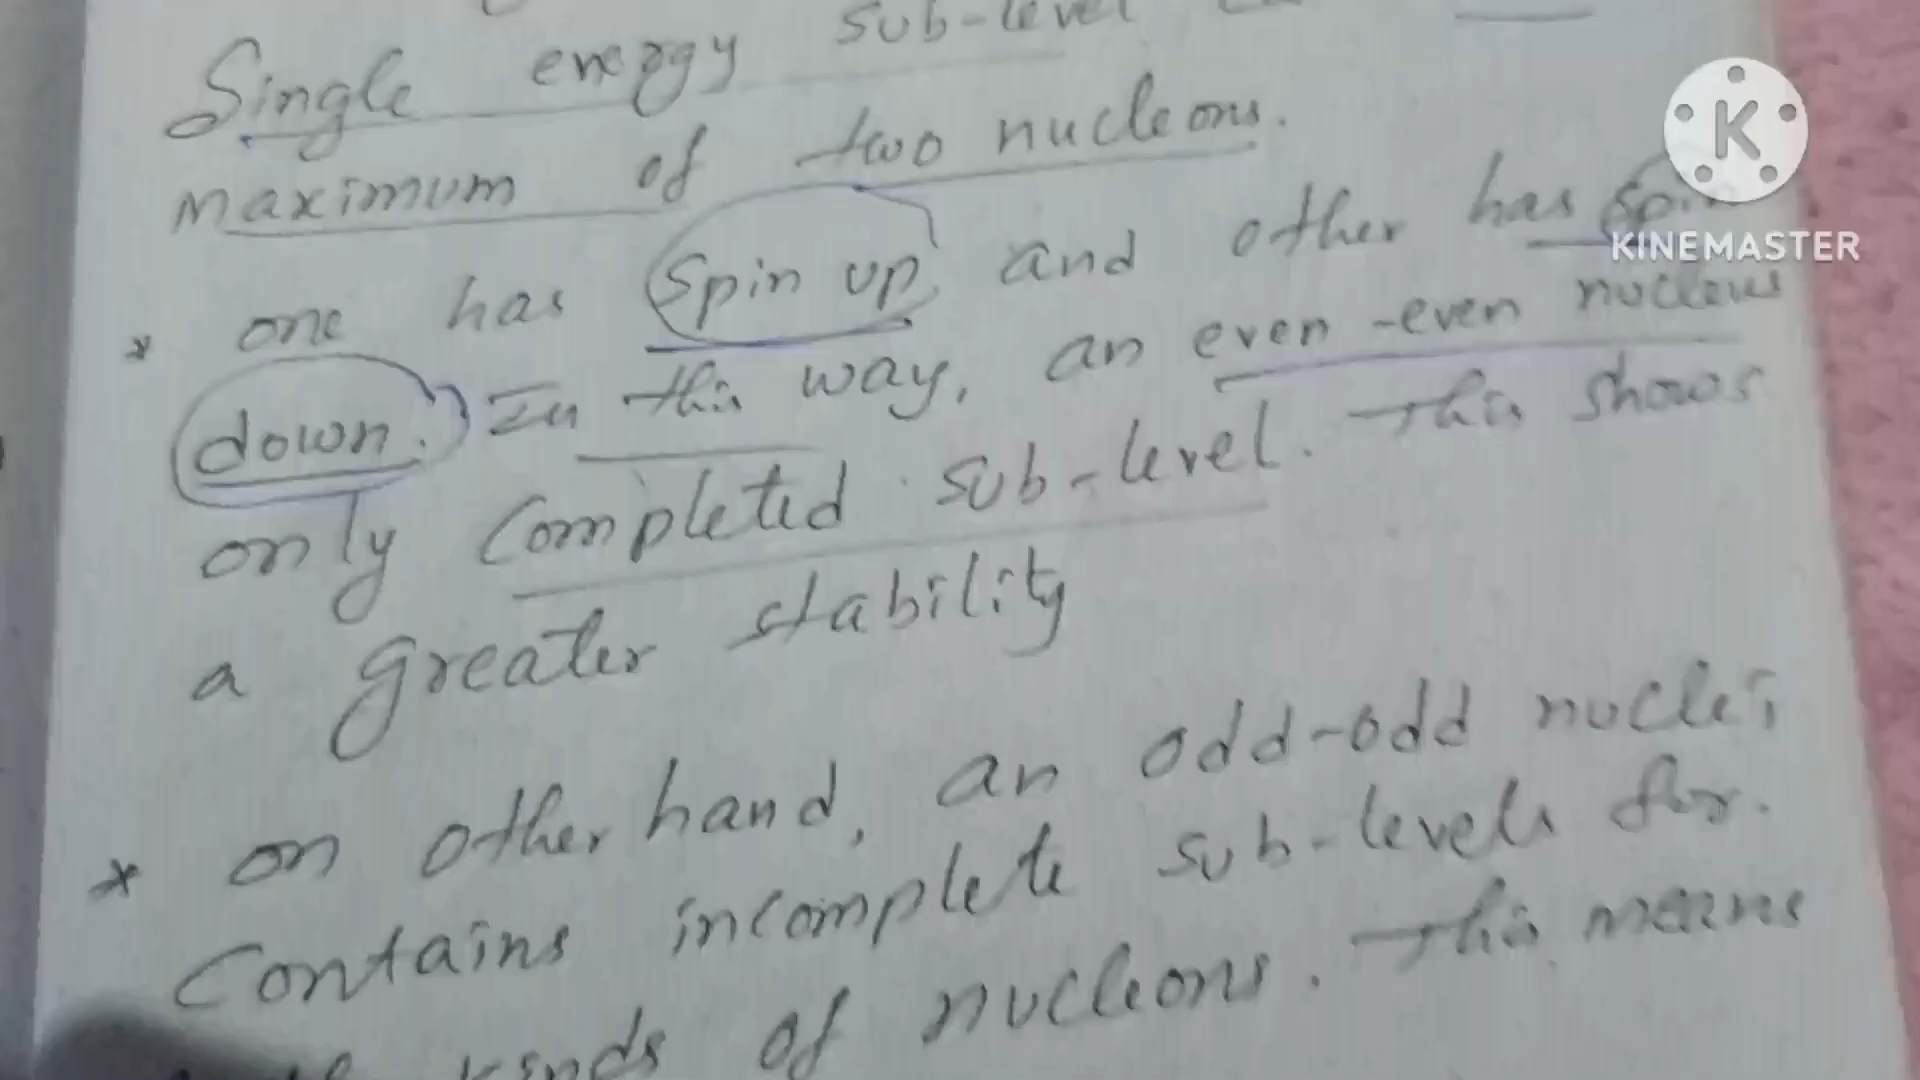 Single energy sub-level
maximum of two nucleons.
* one has spin up and other has spin
down. In this way, an even-even nucleus
only completed sub-level. This shows
a greater stability
* on other hand, an odd-odd nuclei
Contains incomplete sub-levels for.
kinds of nucleons. This means
KINEMASTER